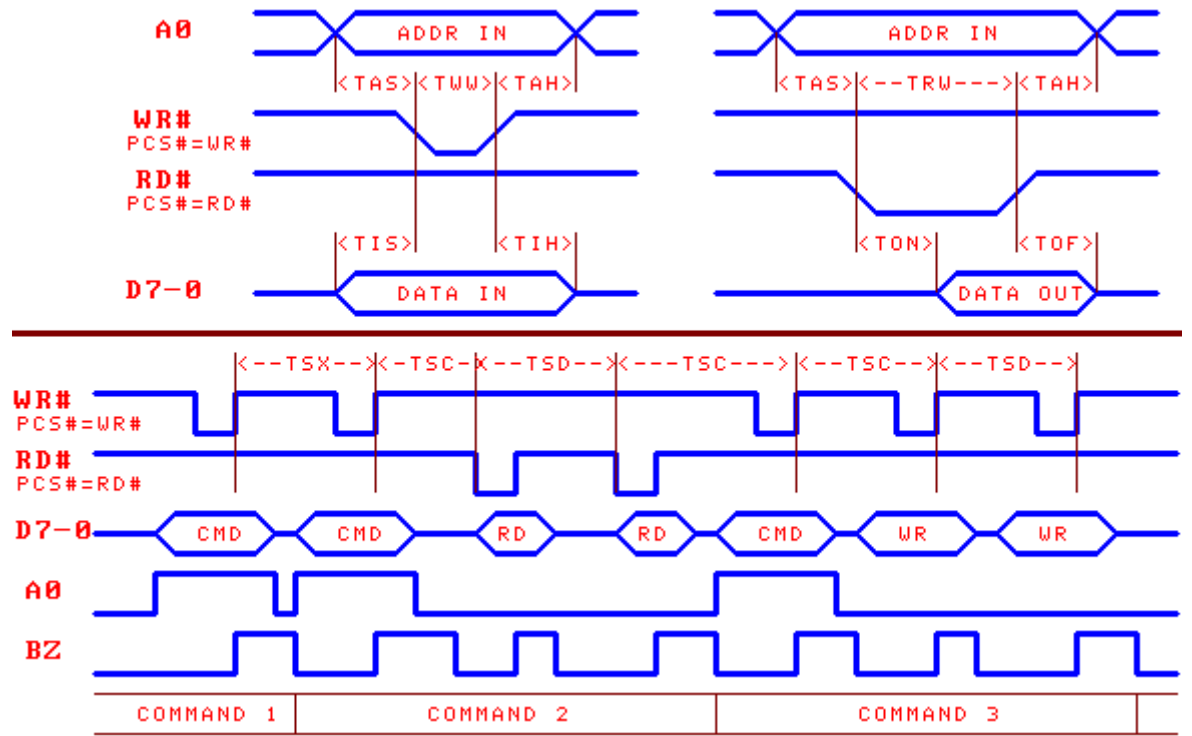 A0 ADDR IN ADDR IN
<TAS><TWW><TAH> <TAS><--TRW---><TAH>
WR#
PCS#=WR#
RD#
PCS#=RD#
<TIS> <TIH> <TON> <TOF>
D7-0 DATA IN DATA OUT
<--TSX--><-TSC-X--TSD--><---TSC---><--TSC--><--TSD-->
WR#
PCS#=WR#
RD#
PCS#=RD#
D7-0 CMD CMD RD RD CMD WR WR
A0
BZ
COMMAND 1 COMMAND 2 COMMAND 3